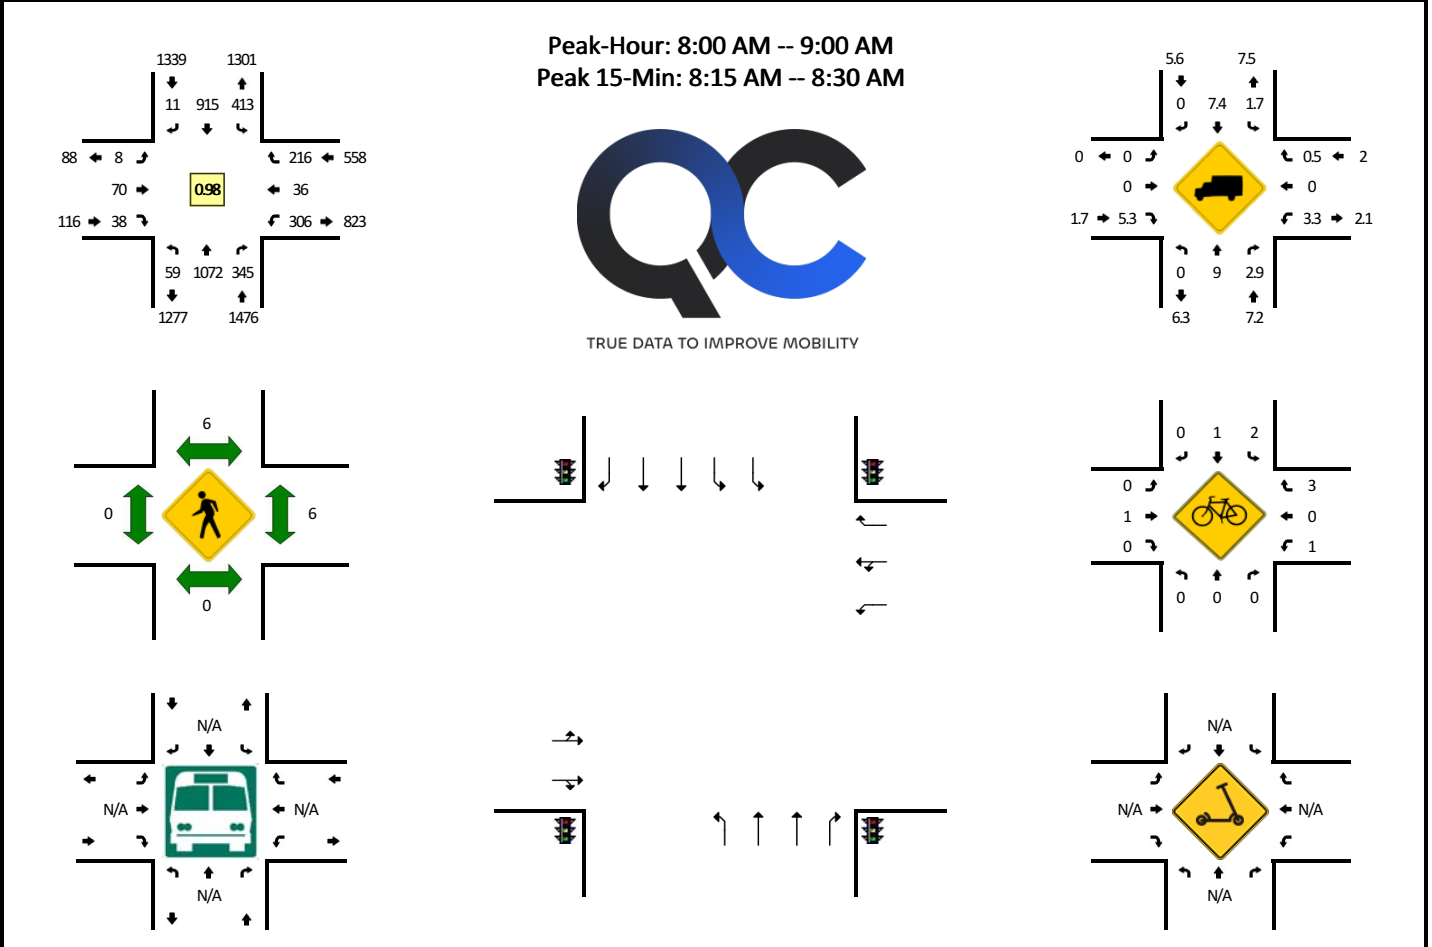 Peak-Hour: 8:00 AM -- 9:00 AM
Peak 15-Min: 8:15 AM -- 8:30 AM
1339 1301
11 915 413
88 8 216 558
70 0.98 36
116 38 306 823
59 1072 345
1277 1476
QC
TRUE DATA TO IMPROVE MOBILITY
5.6 7.5
0 7.4 1.7
0 0 0.5 2
0 0
1.7 5.3 3.3 2.1
0 9 2.9
6.3 7.2
6
0 6
0
0 1 2
0 3
1 0
0 1
0 0 0
N/A
N/A N/A
N/A
N/A
N/A N/A
N/A